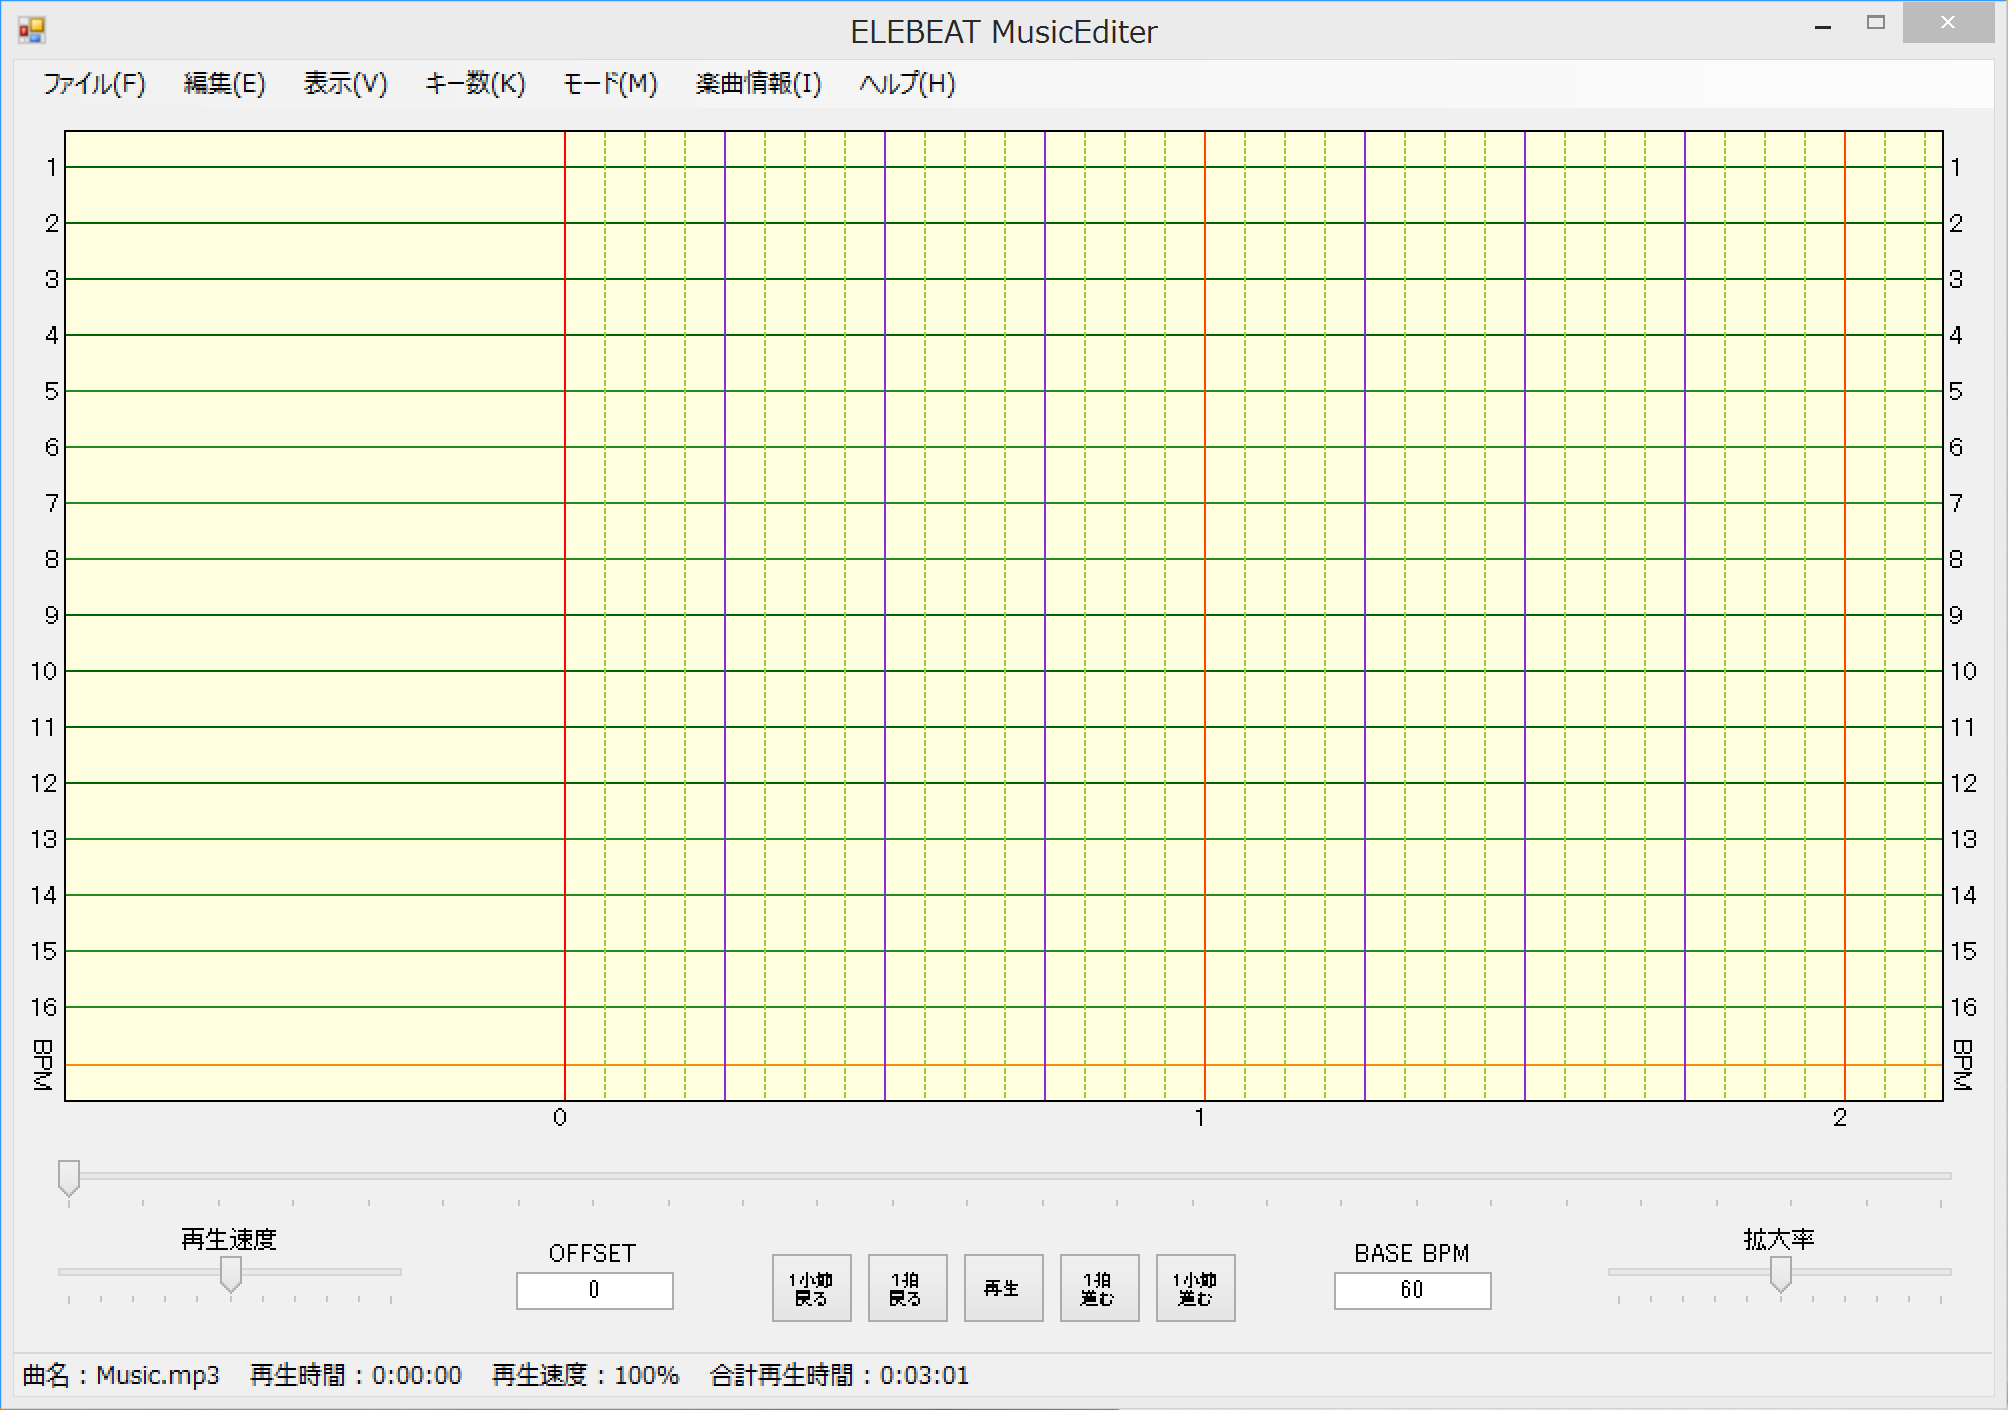 ELEBEAT MusicEditer
ファイル(F) 編集(E) 表示(V) キー数(K) モード(M) 楽曲情報(I) ヘルプ(H)
1 1
2 2
3 3
4 4
5 5
6 6
7 7
8 8
9 9
10 10
11 11
12 12
13 13
14 14
15 15
16 16
BPM BPM
0 1 2
再生速度 拡大率
OFFSET BASE BPM
0 60
1小節 1拍 再生 1拍 1小節
戻る 戻る 進む 進む
曲名：Music.mp3 再生時間：0:00:00 再生速度：100% 合計再生時間：0:03:01